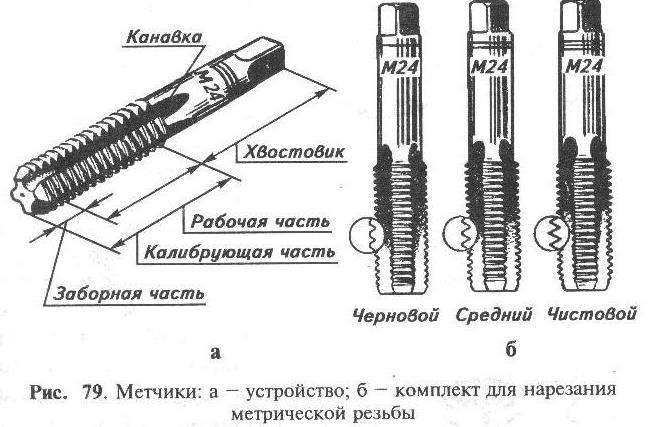 Канавка
М24
Хвостовик
Рабочая часть
Калибрующая часть
Заборная часть
а
М24 М24 М24
Черновой Средний Чистовой
б
Рис. 79. Метчики: а — устройство; б — комплект для нарезания
метрической резьбы